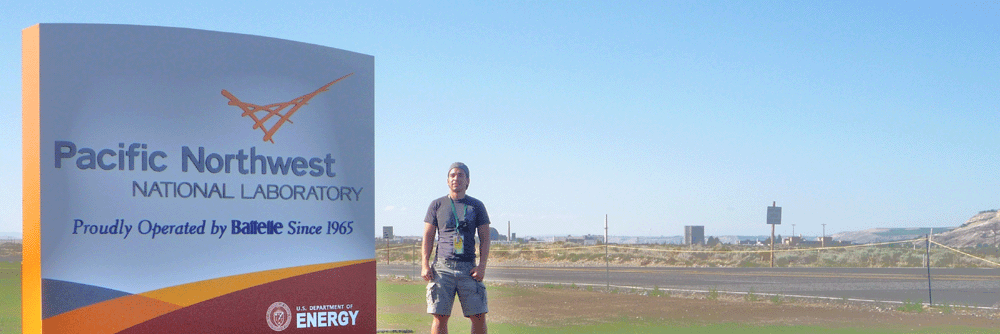 Pacific Northwest
NATIONAL LABORATORY
Proudly Operated by Battelle Since 1965
U.S. DEPARTMENT OF
ENERGY